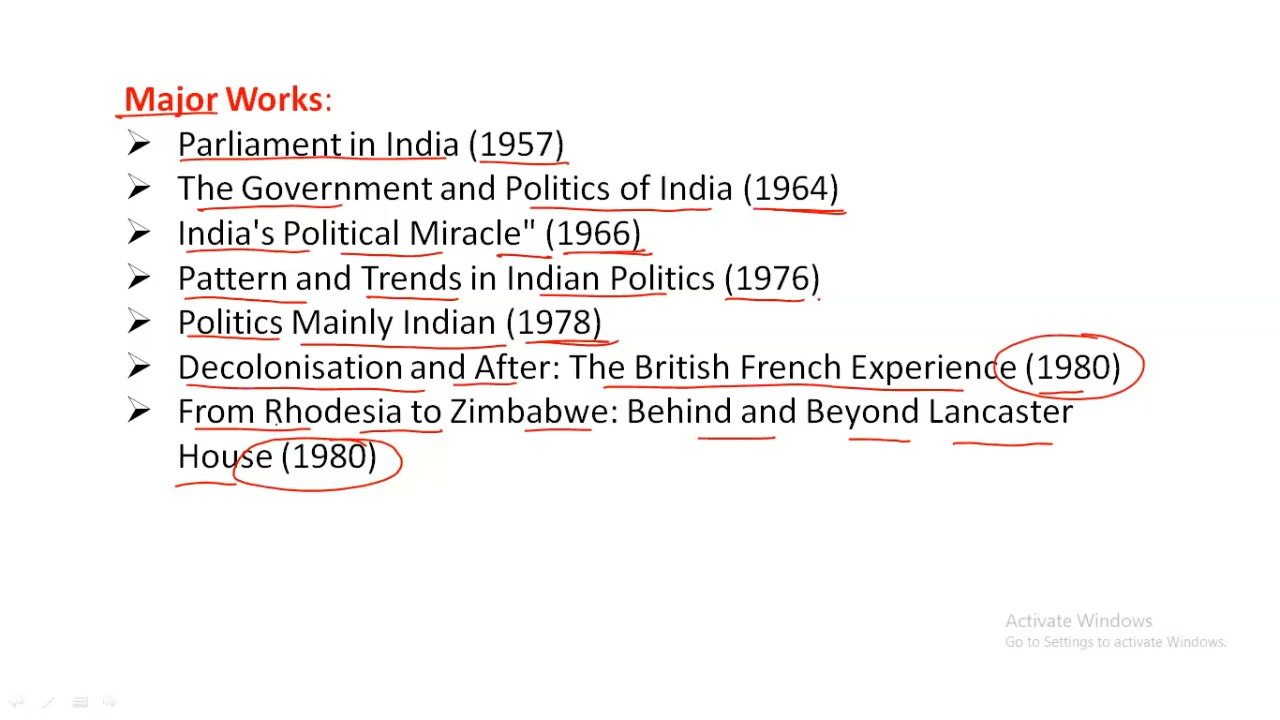 Major Works:
➢ Parliament in India (1957)
➢ The Government and Politics of India (1964)
➢ India's Political Miracle" (1966)
➢ Pattern and Trends in Indian Politics (1976)
➢ Politics Mainly Indian (1978)
➢ Decolonisation and After: The British French Experience (1980)
➢ From Rhodesia to Zimbabwe: Behind and Beyond Lancaster
House (1980)
Activate Windows
Go to Settings to activate Windows.